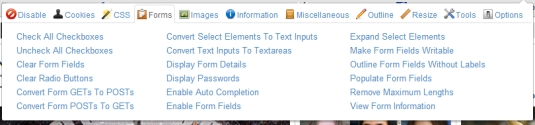 Disable Cookies CSS Forms Images Information Miscellaneous Outline Resize Tools Options
Check All Checkboxes Convert Select Elements To Text Inputs Expand Select Elements
Uncheck All Checkboxes Convert Text Inputs To Textareas Make Form Fields Writable
Clear Form Fields Display Form Details Outline Form Fields Without Labels
Clear Radio Buttons Display Passwords Populate Form Fields
Convert Form GETs To POSTs Enable Auto Completion Remove Maximum Lengths
Convert Form POSTs To GETs Enable Form Fields View Form Information